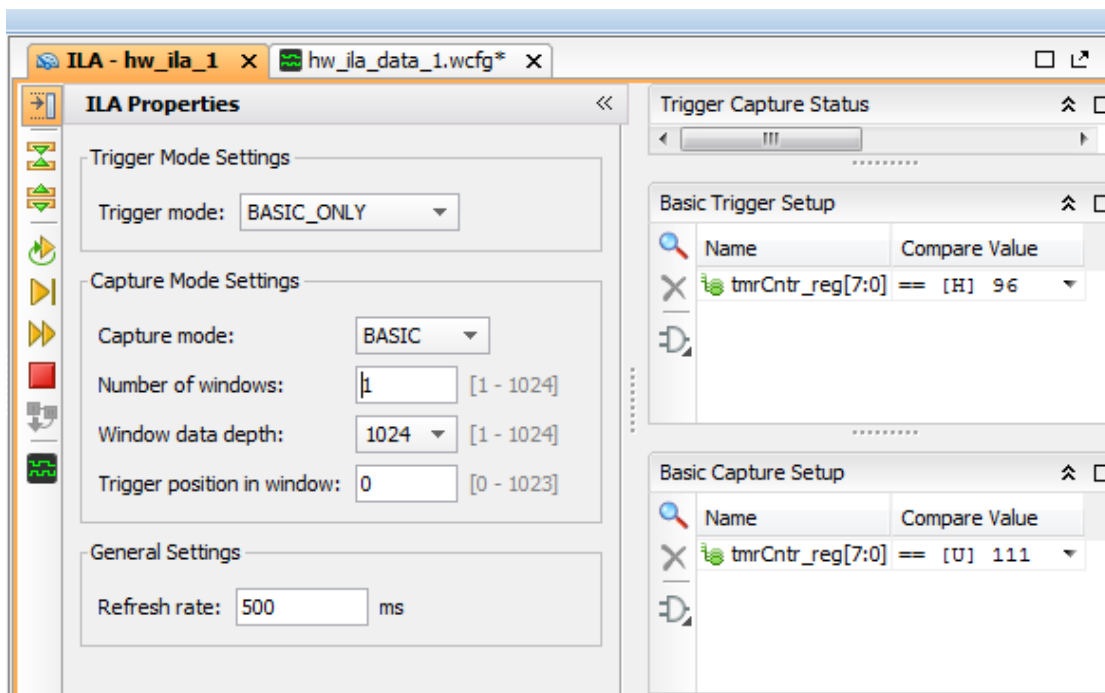 ILA - hw_ila_1 X hw_ila_data_1.wcfg* X
ILA Properties
Trigger Mode Settings
Trigger mode: BASIC_ONLY
Capture Mode Settings
Capture mode: BASIC
Number of windows: 1 [1 - 1024]
Window data depth: 1024 [1 - 1024]
Trigger position in window: 0 [0 - 1023]
General Settings
Refresh rate: 500 ms
Trigger Capture Status
Basic Trigger Setup
Name Compare Value
tmrCntr_reg[7:0] == [H] 96
Basic Capture Setup
Name Compare Value
tmrCntr_reg[7:0] == [U] 111